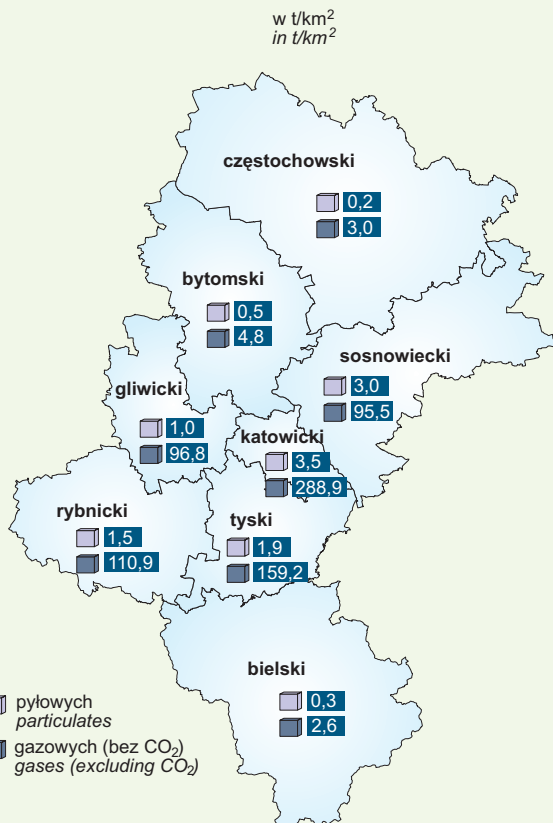 w t/km²
in t/km²
częstochowski
0,2
3,0
bytomski
0,5
4,8
sosnowiecki
3,0
95,5
gliwicki
1,0
96,8
katowicki
3,5
288,9
rybnicki
1,5
110,9
tyski
1,9
159,2
bielski
0,3
2,6
pyłowych
particulates
gazowych (bez CO₂)
gases (excluding CO₂)